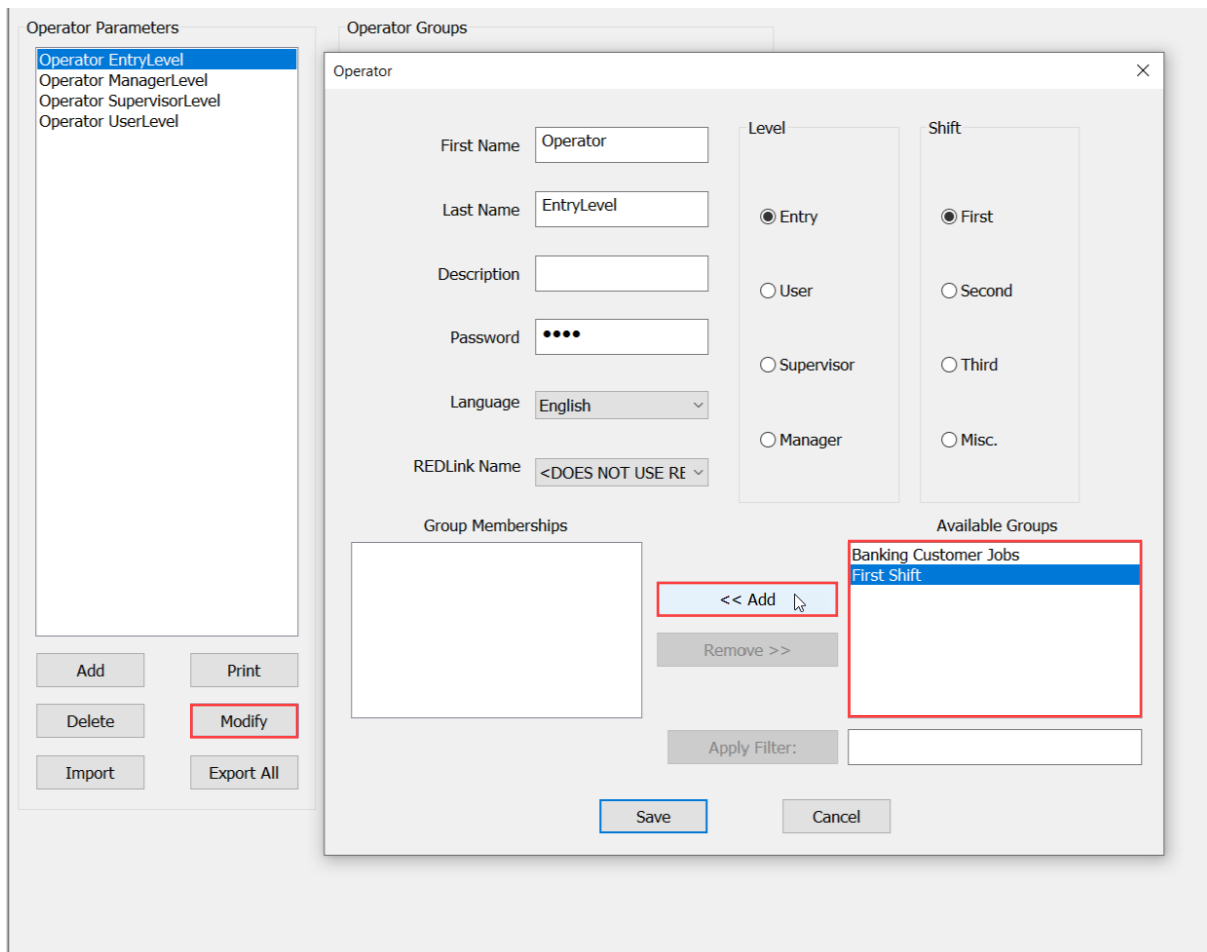 Operator Parameters
Operator EntryLevel
Operator ManagerLevel
Operator SupervisorLevel
Operator UserLevel
Add
Print
Delete
Modify
Import
Export All
Operator Groups
Operator
First Name
Operator
Last Name
EntryLevel
Description
Password
••••
Language
English
REDLink Name
<DOES NOT USE RE
Level
Entry
User
Supervisor
Manager
Shift
First
Second
Third
Misc.
Group Memberships
<< Add
Remove >>
Available Groups
Banking Customer Jobs
First Shift
Apply Filter:
Save
Cancel